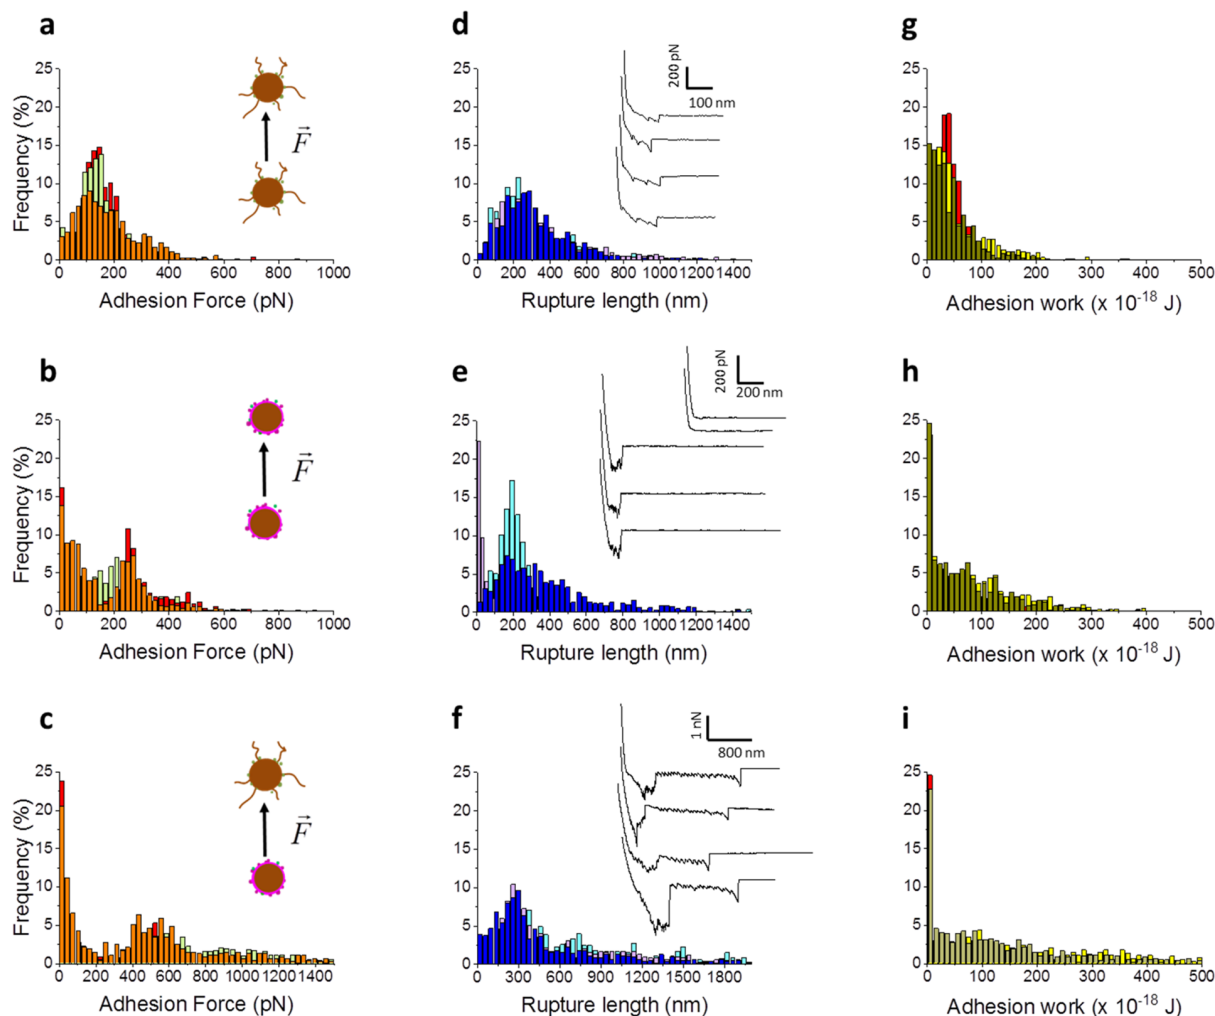 a
Frequency (%)
25
20
15
10
5
0
0 200 400 600 800 1000
Adhesion Force (pN)
F
d
25
20
15
10
5
0
0 200 400 600 800 1000 1400
Rupture length (nm)
200 pN
100 nm
g
25
20
15
10
5
0
0 100 200 300 400 500
Adhesion work (x 10⁻¹⁸ J)
b
Frequency (%)
25
20
15
10
5
0
0 200 400 600 800 1000
Adhesion Force (pN)
F
e
25
20
15
10
5
0
0 200 400 600 800 1000 1400
Rupture length (nm)
200 pN
200 nm
h
25
20
15
10
5
0
0 100 200 300 400 500
Adhesion work (x 10⁻¹⁸ J)
c
Frequency (%)
25
20
15
10
5
0
0 200 400 600 800 1000 1400
Adhesion Force (pN)
F
f
25
20
15
10
5
0
0 300 600 900 1200 1500 1800
Rupture length (nm)
1 nN
800 nm
i
25
20
15
10
5
0
0 100 200 300 400 500
Adhesion work (x 10⁻¹⁸ J)